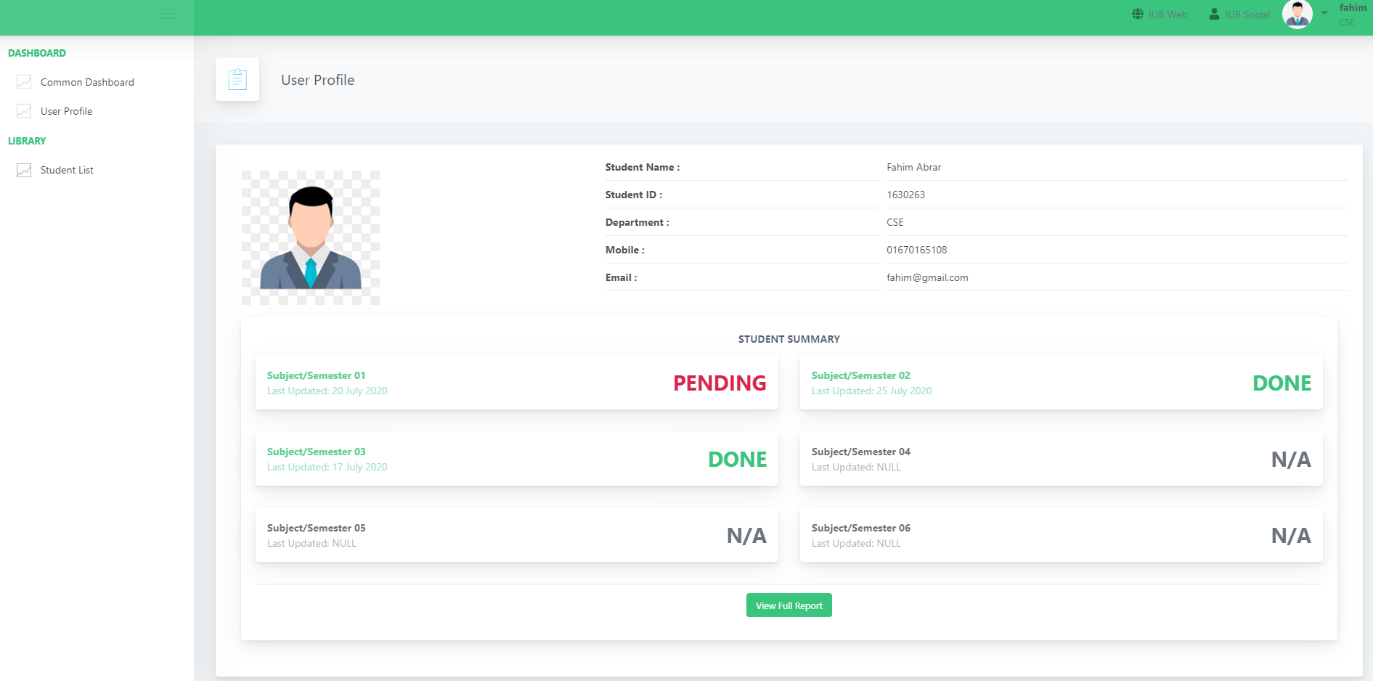 IUB Web
IUB Social
fahim
CSE
DASHBOARD
Common Dashboard
User Profile
LIBRARY
Student List
User Profile
Student Name : Fahim Abrar
Student ID : 1630263
Department : CSE
Mobile : 01670165108
Email : fahim@gmail.com
STUDENT SUMMARY
Subject/Semester 01
Last Updated: 20 July 2020
PENDING
Subject/Semester 02
Last Updated: 25 July 2020
DONE
Subject/Semester 03
Last Updated: 17 July 2020
DONE
Subject/Semester 04
Last Updated: NULL
N/A
Subject/Semester 05
Last Updated: NULL
N/A
Subject/Semester 06
Last Updated: NULL
N/A
View Full Report